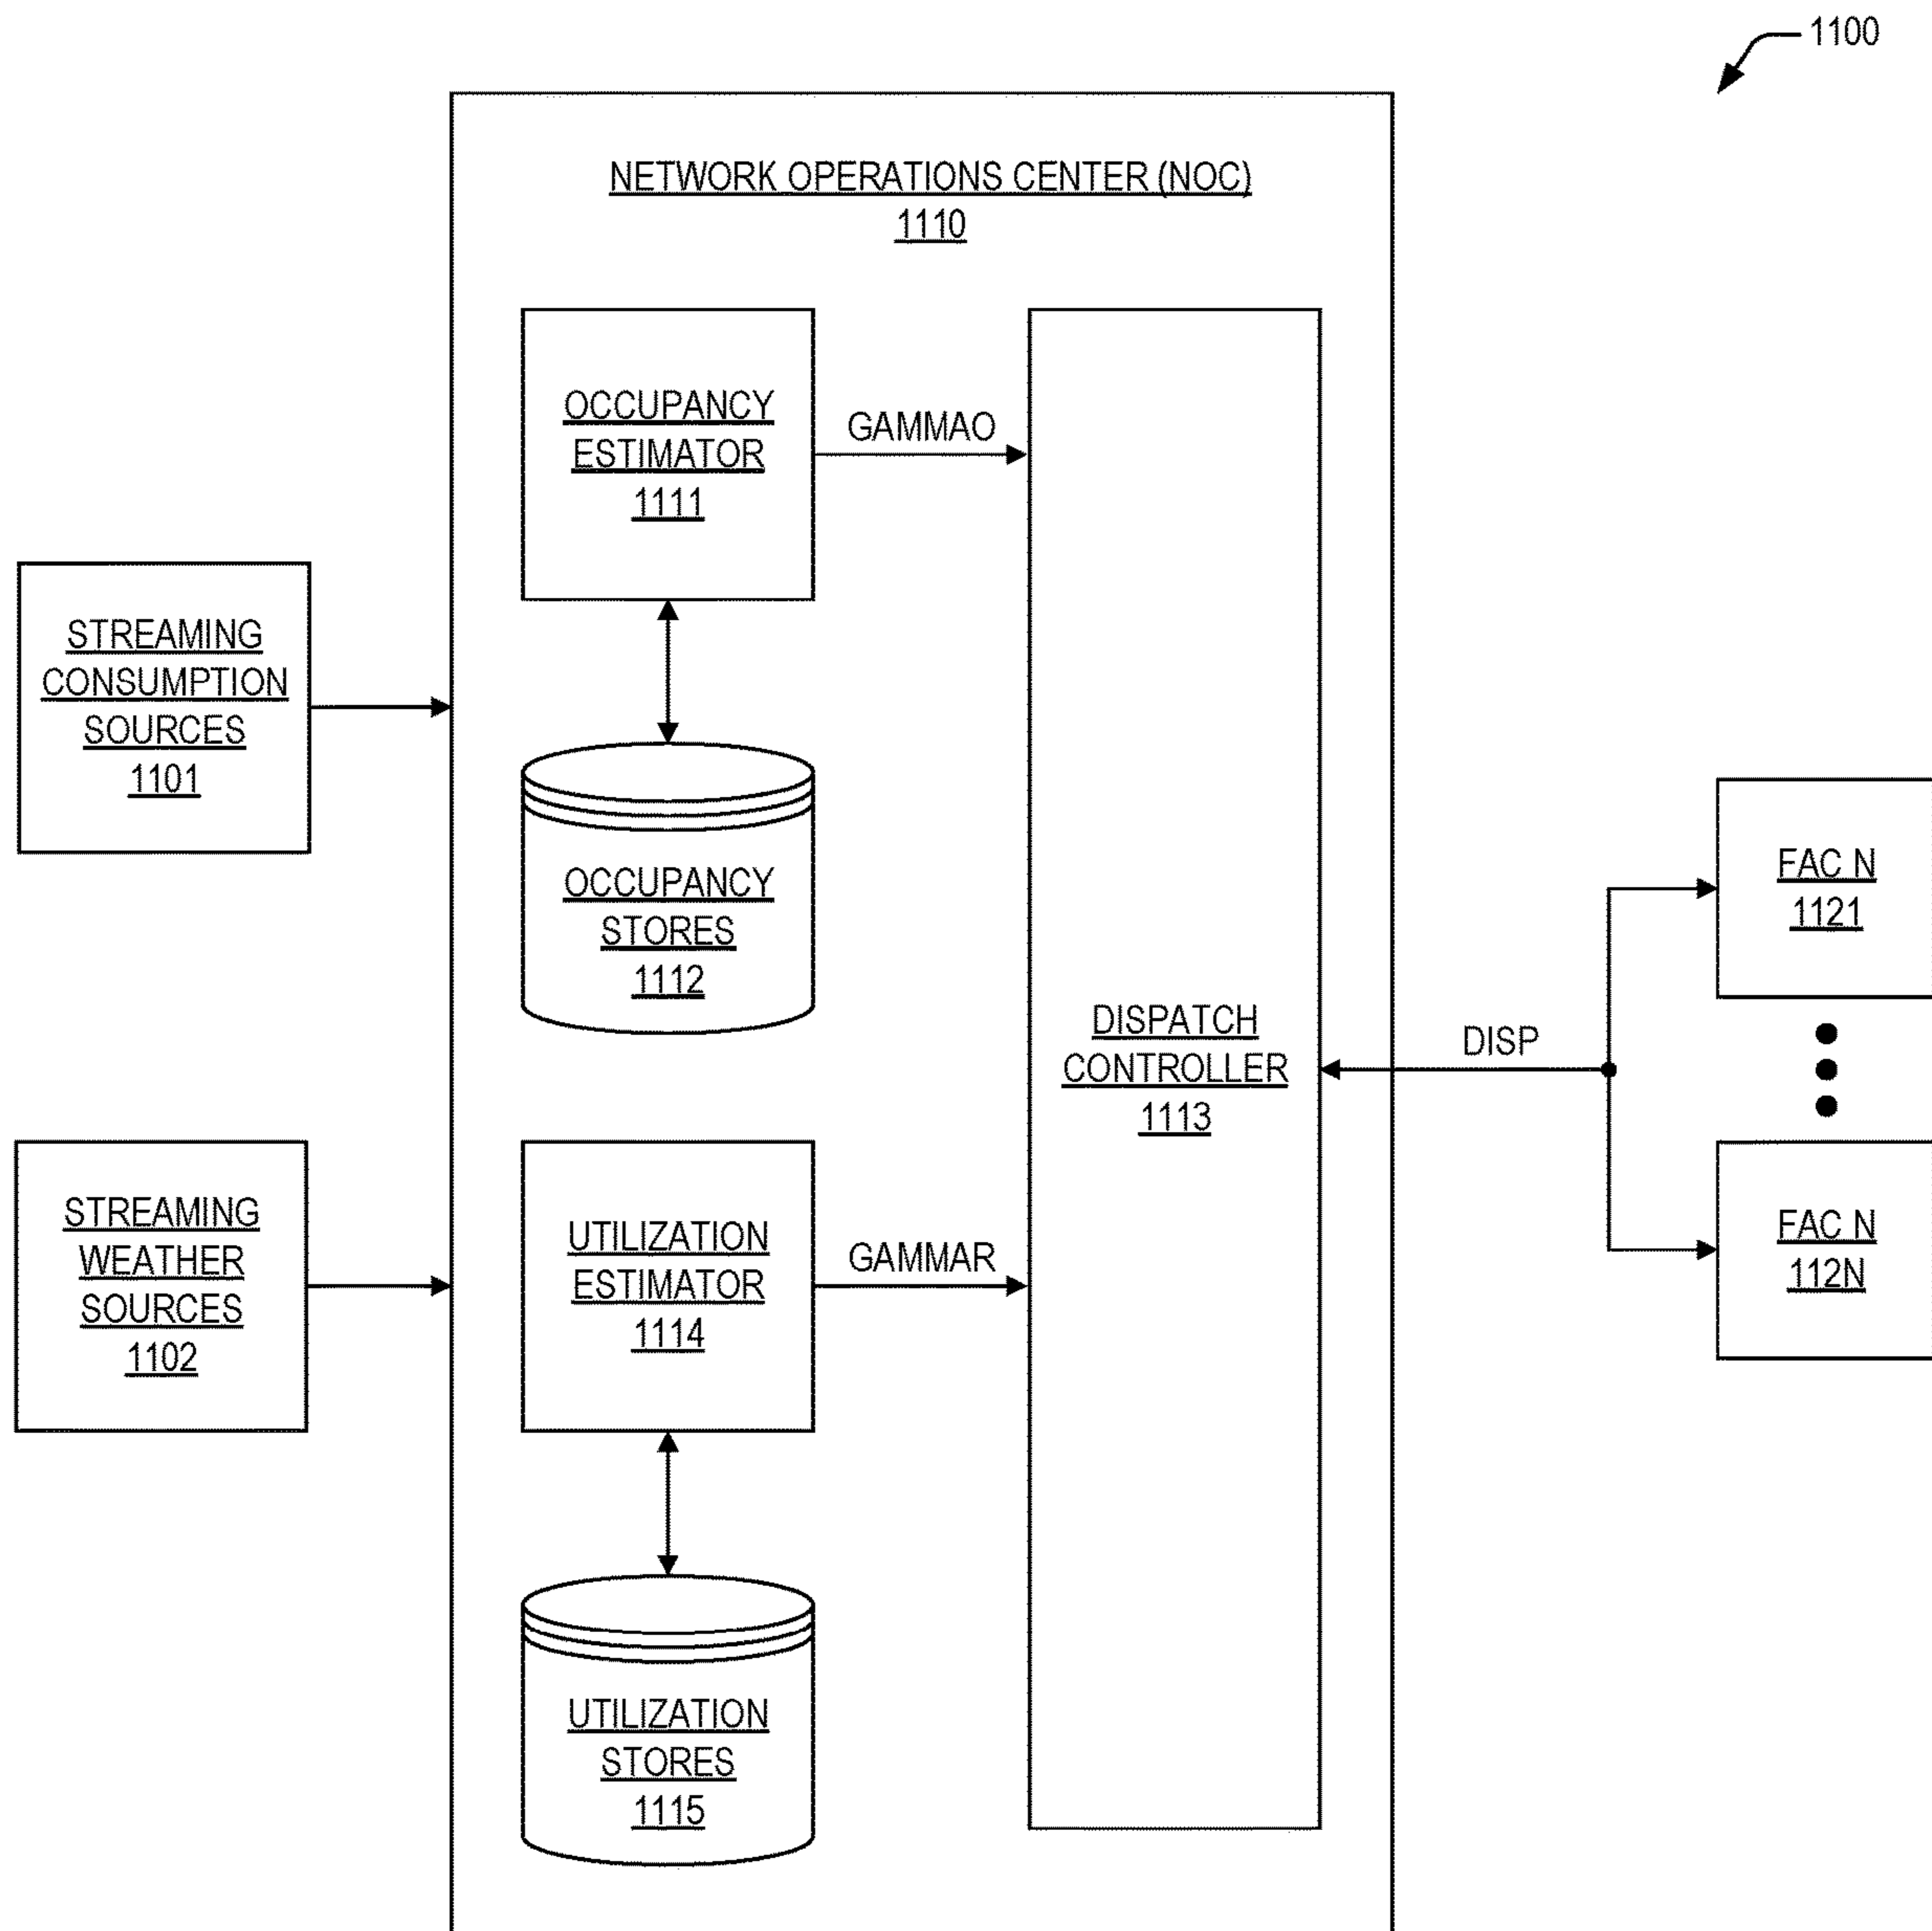 1100
NETWORK OPERATIONS CENTER (NOC)
1110
OCCUPANCY
ESTIMATOR
1111
GAMMAO
STREAMING
CONSUMPTION
SOURCES
1101
OCCUPANCY
STORES
1112
DISPATCH
CONTROLLER
1113
DISP
FAC N
1121
FAC N
112N
STREAMING
WEATHER
SOURCES
1102
UTILIZATION
ESTIMATOR
1114
GAMMAR
UTILIZATION
STORES
1115